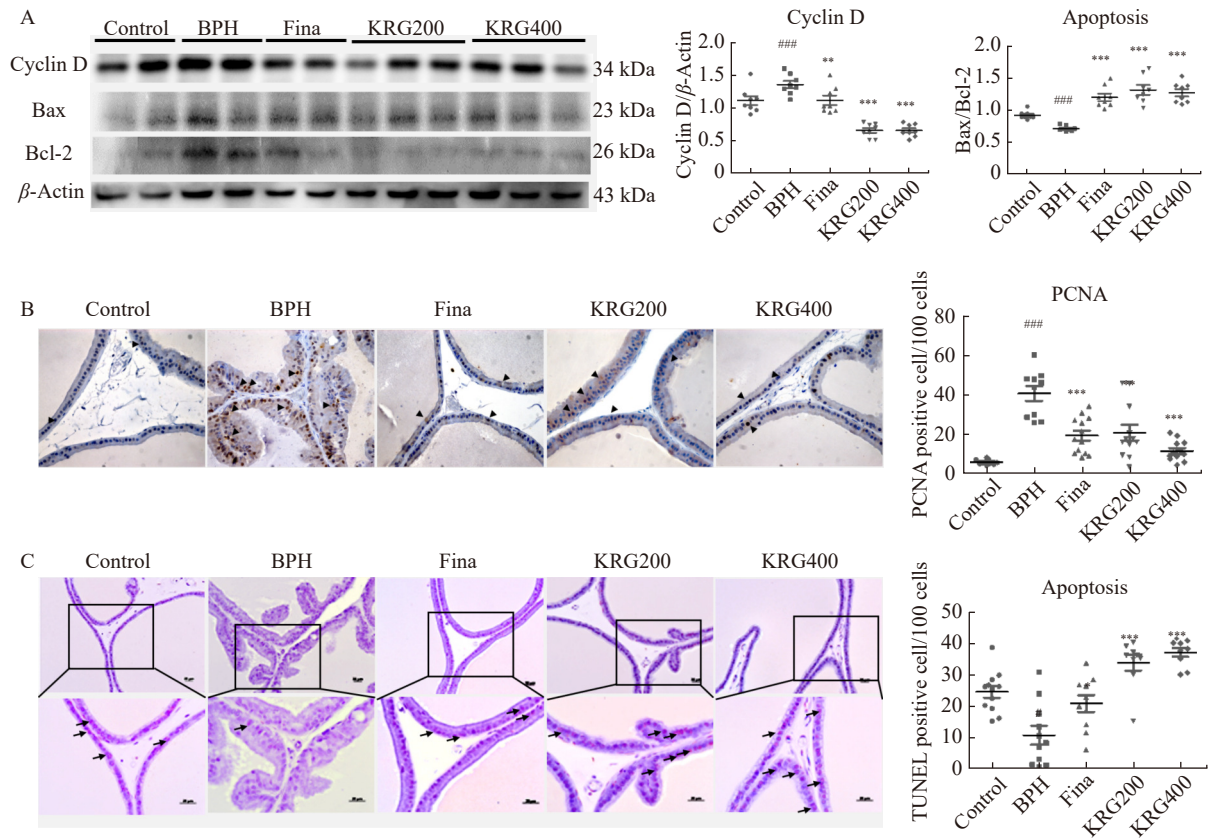 A
Control BPH Fina KRG200 KRG400
Cyclin D 34 kDa
Bax 23 kDa
Bcl-2 26 kDa
β-Actin 43 kDa
Cyclin D
Cyclin D/β-Actin
2.0
1.5
1.0
0.5
0
###
**
***
***
Control BPH Fina KRG200 KRG400
Apoptosis
Bax/Bcl-2
2.0
1.5
1.0
0.5
0
###
***
***
***
Control BPH Fina KRG200 KRG400
B
Control BPH Fina KRG200 KRG400
PCNA
PCNA positive cell/100 cells
80
60
40
20
0
###
***
***
***
Control BPH Fina KRG200 KRG400
C
Control BPH Fina KRG200 KRG400
Apoptosis
TUNEL positive cell/100 cells
50
40
30
20
10
0
***
***
Control BPH Fina KRG200 KRG400